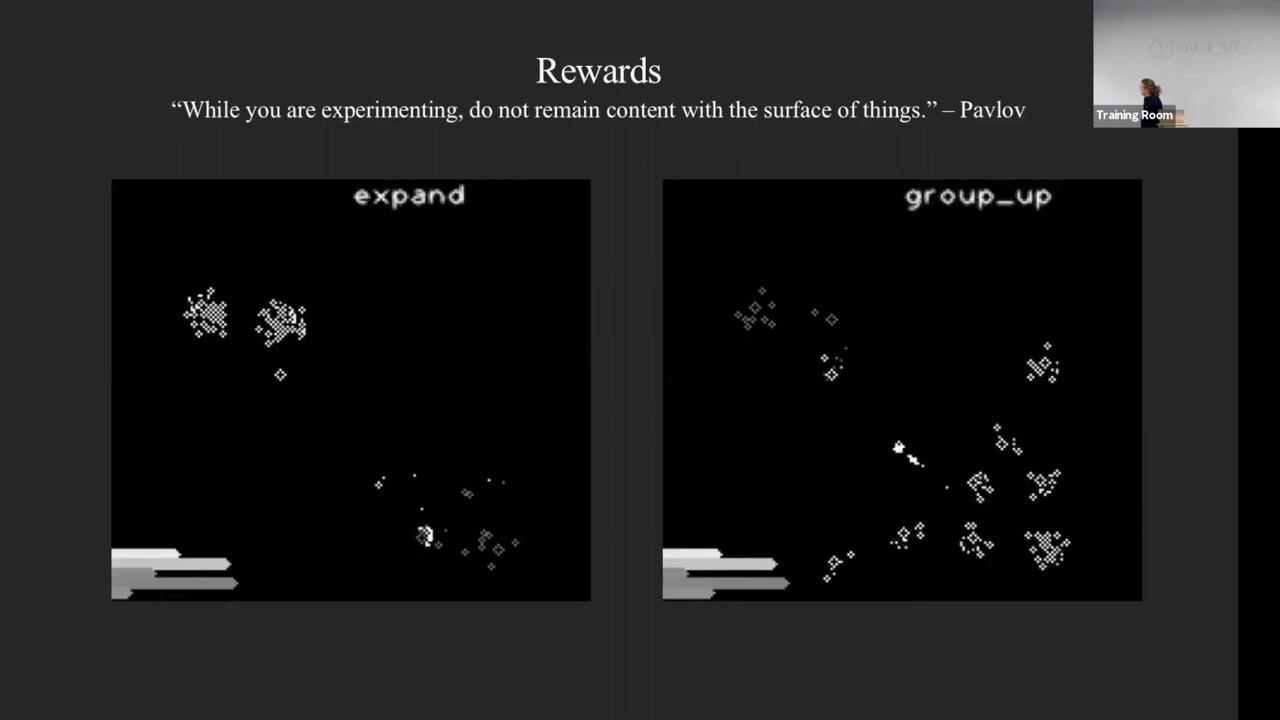 Rewards
“While you are experimenting, do not remain content with the surface of things.” – Pavlov
expand
group_up
weave
Training Room